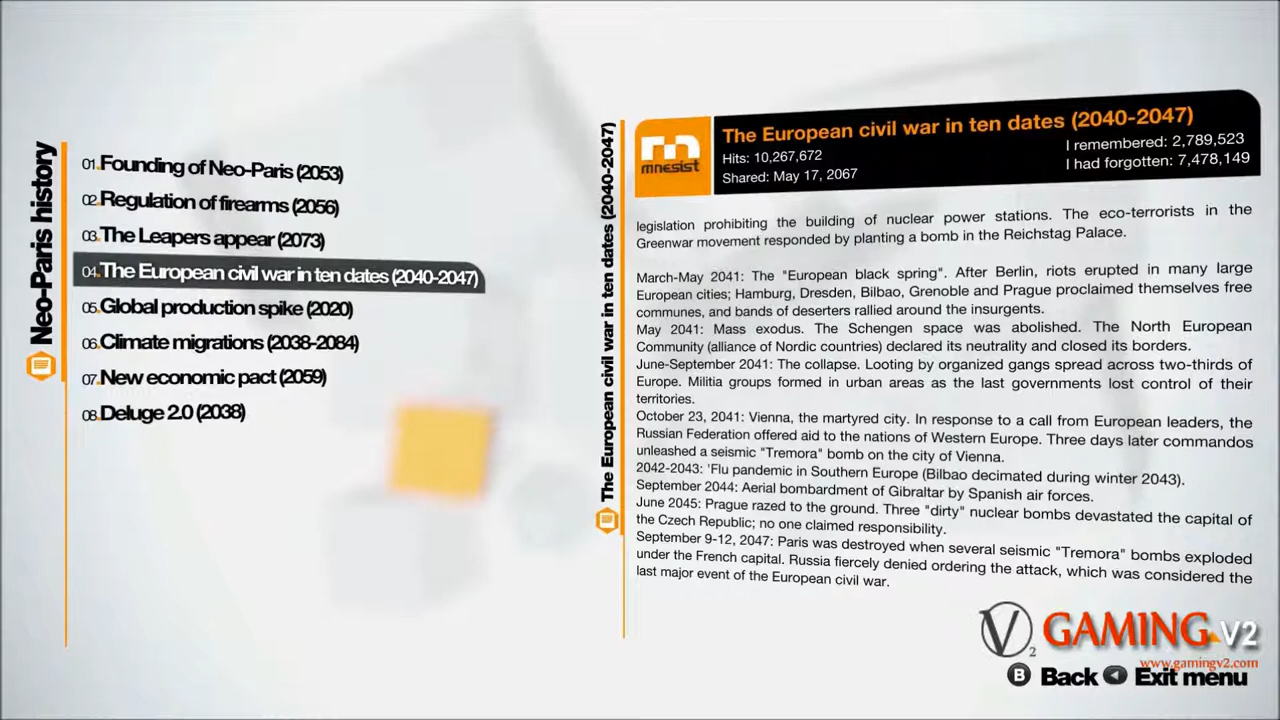 Neo-Paris history
01.Founding of Neo-Paris (2053)
02.Regulation of firearms (2056)
03.The Leapers appear (2073)
04.The European civil war in ten dates (2040-2047)
05.Global production spike (2020)
06.Climate migrations (2038-2084)
07.New economic pact (2059)
08.Deluge 2.0 (2038)
The European civil war in ten dates (2040-2047)
mnesist
The European civil war in ten dates (2040-2047)
Hits: 10,267,672
I remembered: 2,789,523
Shared: May 17, 2067
I had forgotten: 7,478,149
legislation prohibiting the building of nuclear power stations. The eco-terrorists in the
Greenwar movement responded by planting a bomb in the Reichstag Palace.
March-May 2041: The "European black spring". After Berlin, riots erupted in many large
European cities; Hamburg, Dresden, Bilbao, Grenoble and Prague proclaimed themselves free
communes, and bands of deserters rallied around the insurgents.
May 2041: Mass exodus. The Schengen space was abolished. The North European
Community (alliance of Nordic countries) declared its neutrality and closed its borders.
June-September 2041: The collapse. Looting by organized gangs spread across two-thirds of
Europe. Militia groups formed in urban areas as the last governments lost control of their
territories.
October 23, 2041: Vienna, the martyred city. In response to a call from European leaders, the
Russian Federation offered aid to the nations of Western Europe. Three days later commandos
unleashed a seismic "Tremora" bomb on the city of Vienna.
2042-2043: 'Flu pandemic in Southern Europe (Bilbao decimated during winter 2043).
September 2044: Aerial bombardment of Gibraltar by Spanish air forces.
June 2045: Prague razed to the ground. Three "dirty" nuclear bombs devastated the capital of
the Czech Republic; no one claimed responsibility.
September 9-12, 2047: Paris was destroyed when several seismic "Tremora" bombs exploded
under the French capital. Russia fiercely denied ordering the attack, which was considered the
last major event of the European civil war.
V2 GAMING V2
www.gamingv2.com
B Back Exit menu